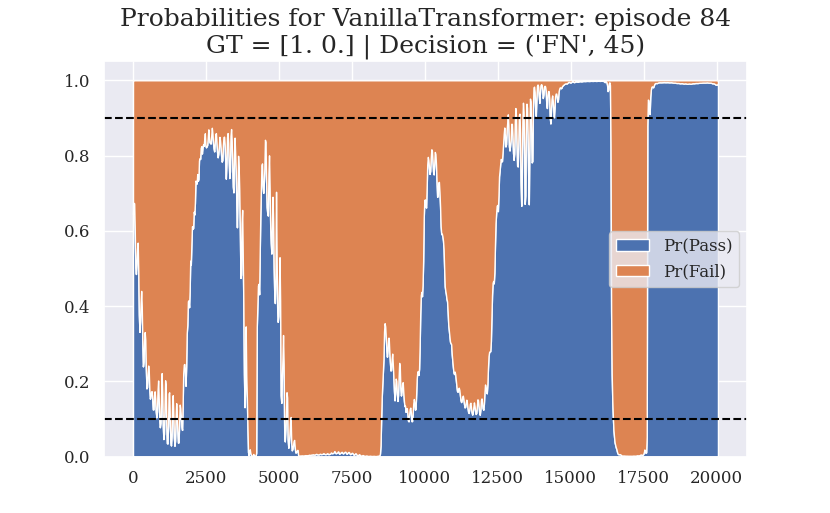 Probabilities for VanillaTransformer: episode 84
GT = [1. 0.] | Decision = ('FN', 45)
1.0
0.8
0.6
0.4
0.2
0.0
Pr(Pass)
Pr(Fail)
0 2500 5000 7500 10000 12500 15000 17500 20000